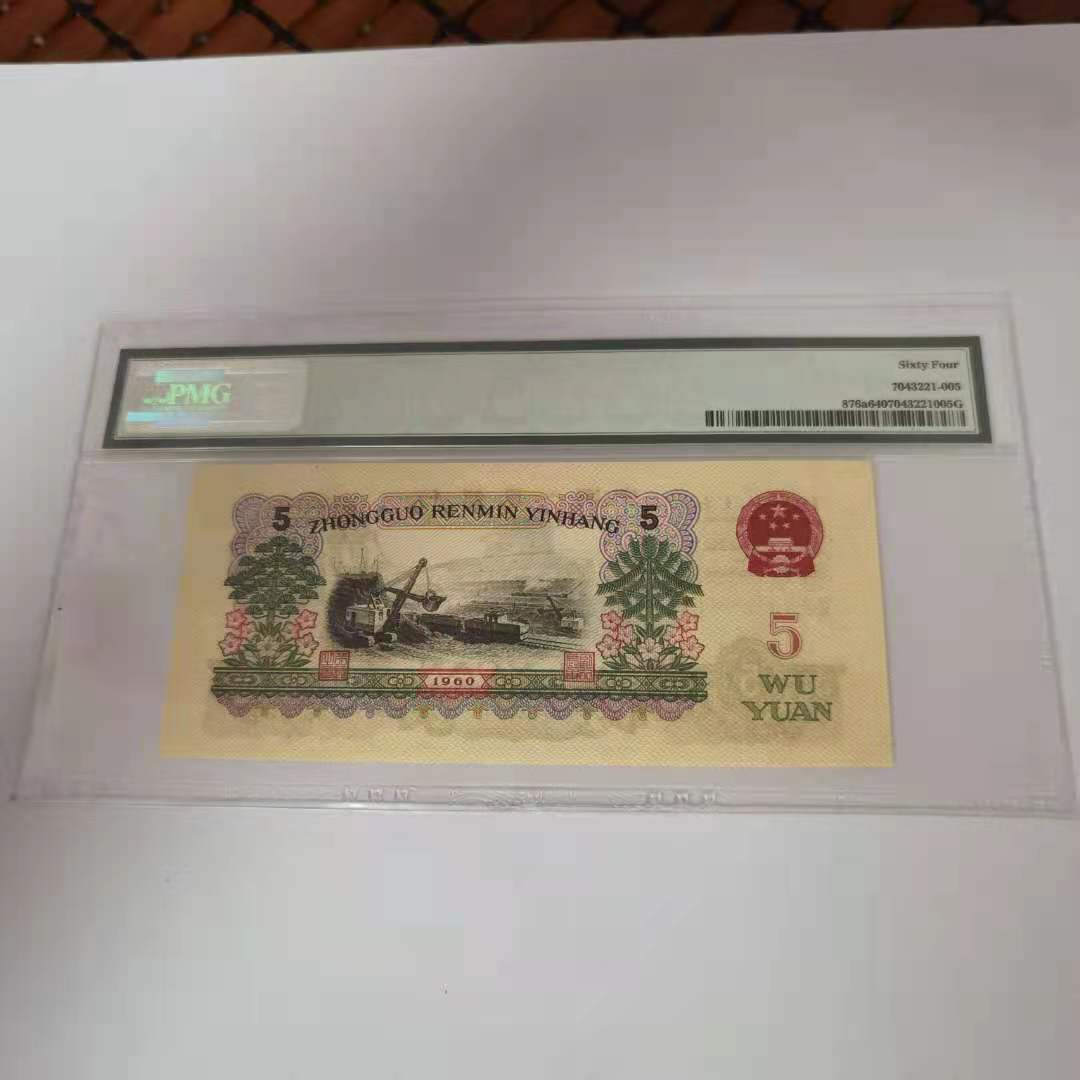 PMG
Sixty Four
7043221-005
876a6407043221005G
5 ZHONGGUO RENMIN YINHANG 5
1960
5
WU
YUAN